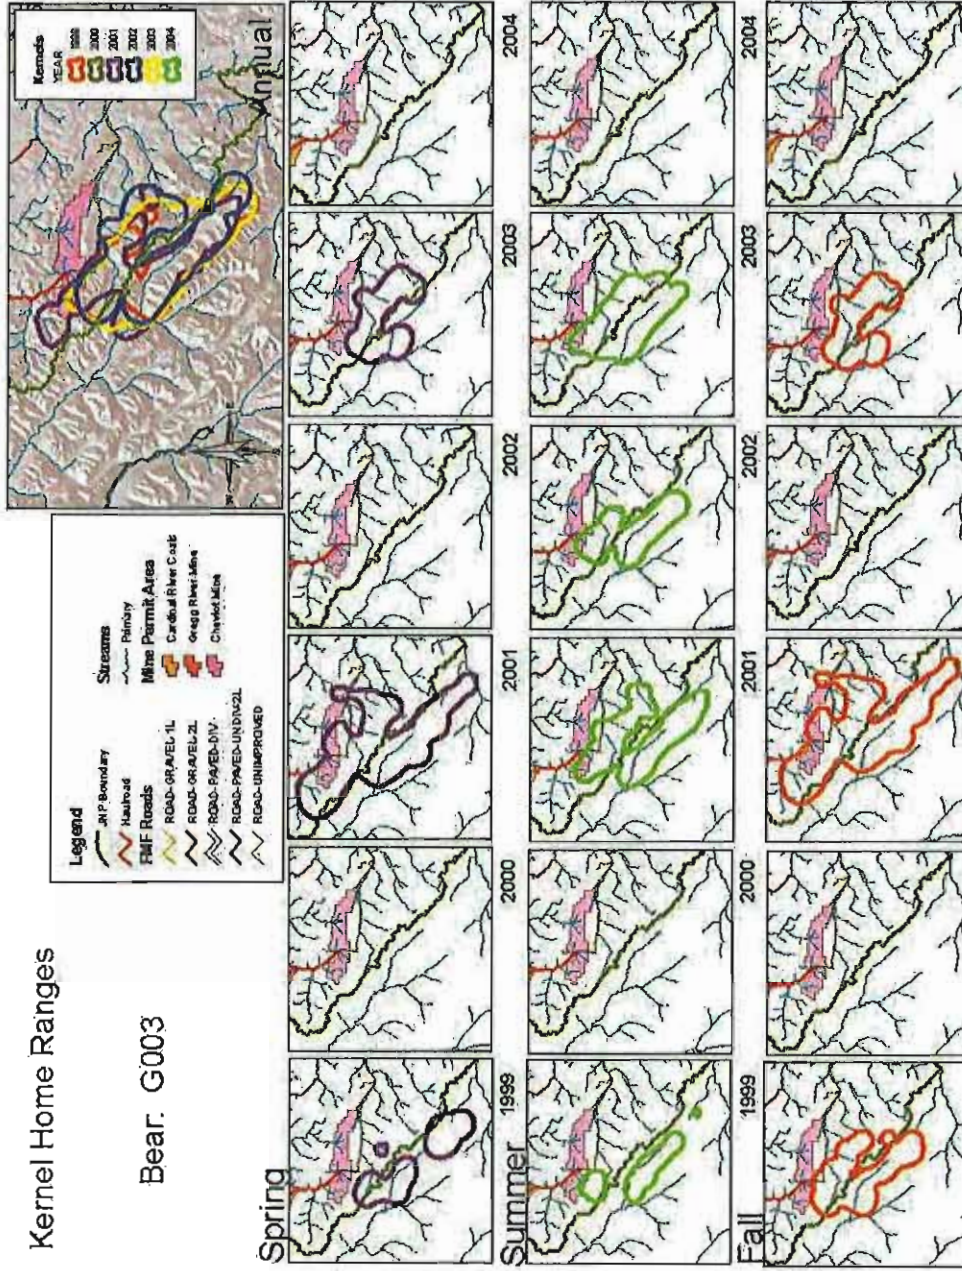 Kernel Home Ranges
Bear: G003
Legend
JNP Boundary
Haulroad
FMF Roads
ROAD-GRAVEL-1L
ROAD-GRAVEL-2L
ROAD-PAVED-DIV
ROAD-PAVED-UNDIV-2L
ROAD-UNIMPROVED
Streams
Primary
Mine Permit Area
Cardinal River Coals
Gregg River Mine
Cheviot Mine
Kernels
YEAR
1999
2000
2001
2002
2003
2004
Annual
Spring
1999
2000
2001
2002
2003
2004
Summer
1999
2000
2001
2002
2003
2004
Fall